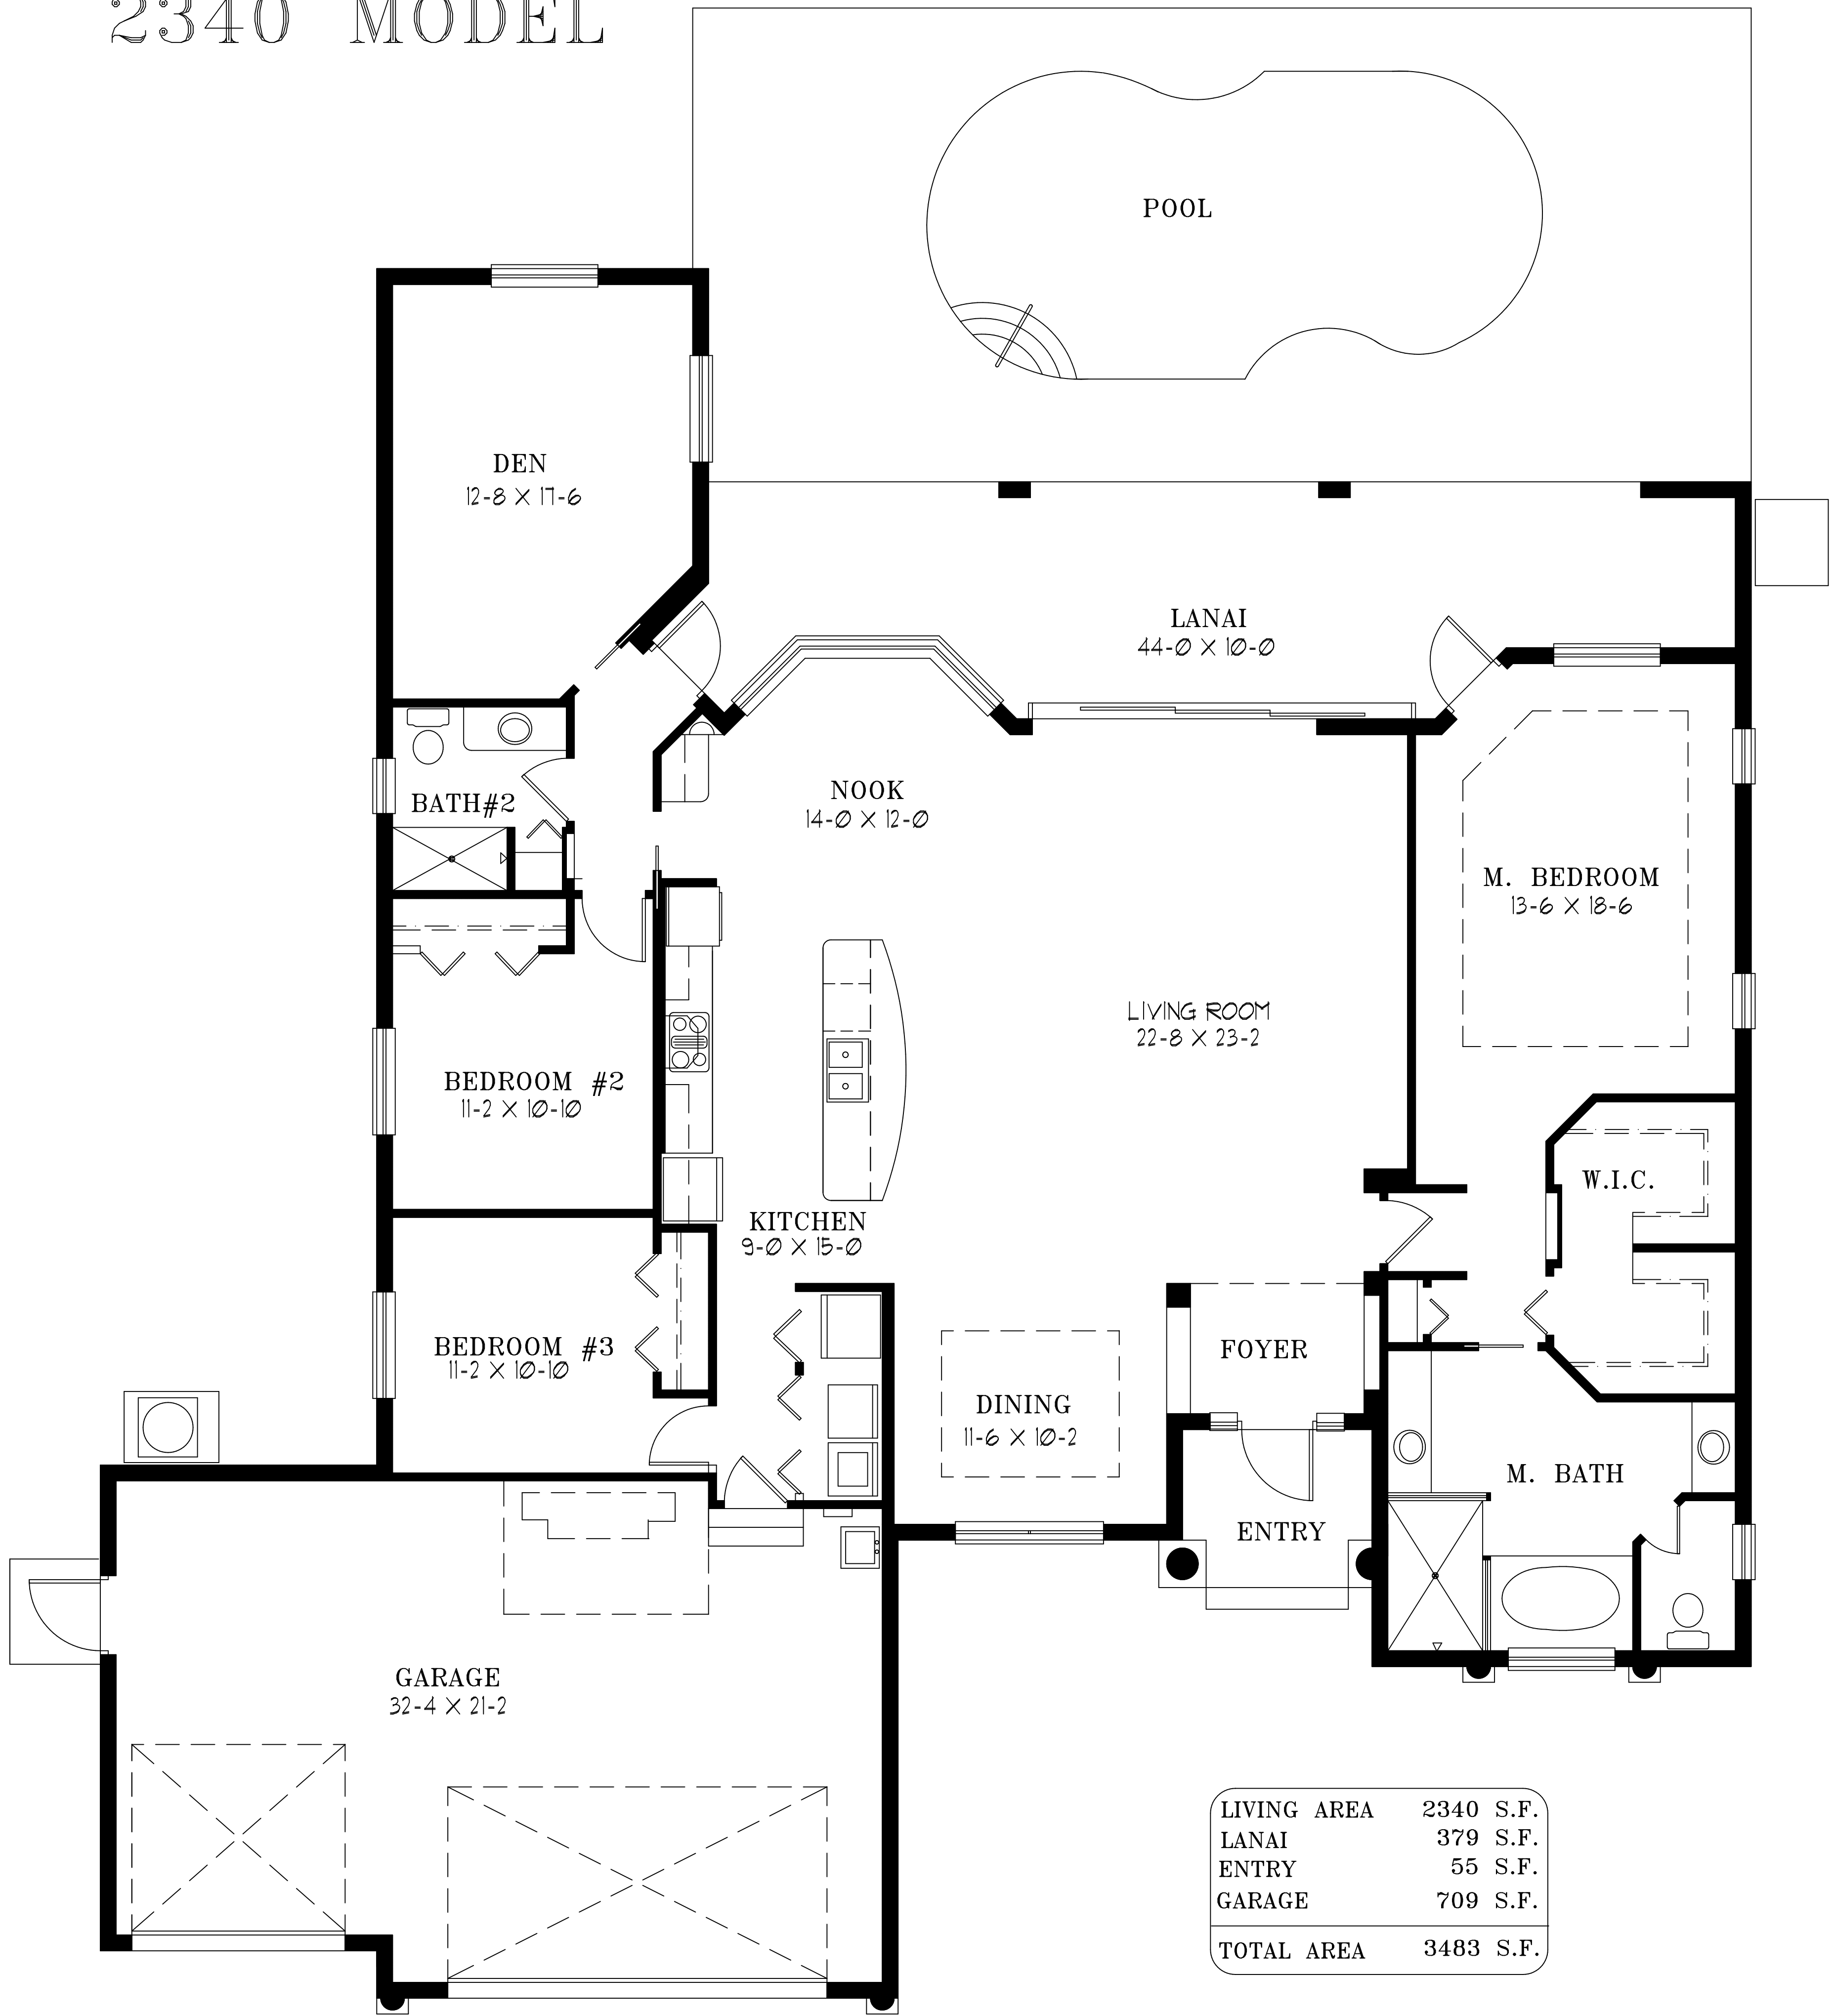 2340 MODEL
POOL
DEN
12-8 X 17-6
LANAI
44-0 X 10-0
NOOK
14-0 X 12-0
BATH#2
M. BEDROOM
13-6 X 18-6
LIVING ROOM
22-8 X 23-2
BEDROOM #2
11-2 X 10-10
W.I.C.
KITCHEN
9-0 X 15-0
BEDROOM #3
11-2 X 10-10
FOYER
DINING
11-6 X 10-2
M. BATH
ENTRY
GARAGE
32-4 X 21-2
LIVING AREA 2340 S.F.
LANAI 379 S.F.
ENTRY 55 S.F.
GARAGE 709 S.F.
TOTAL AREA 3483 S.F.